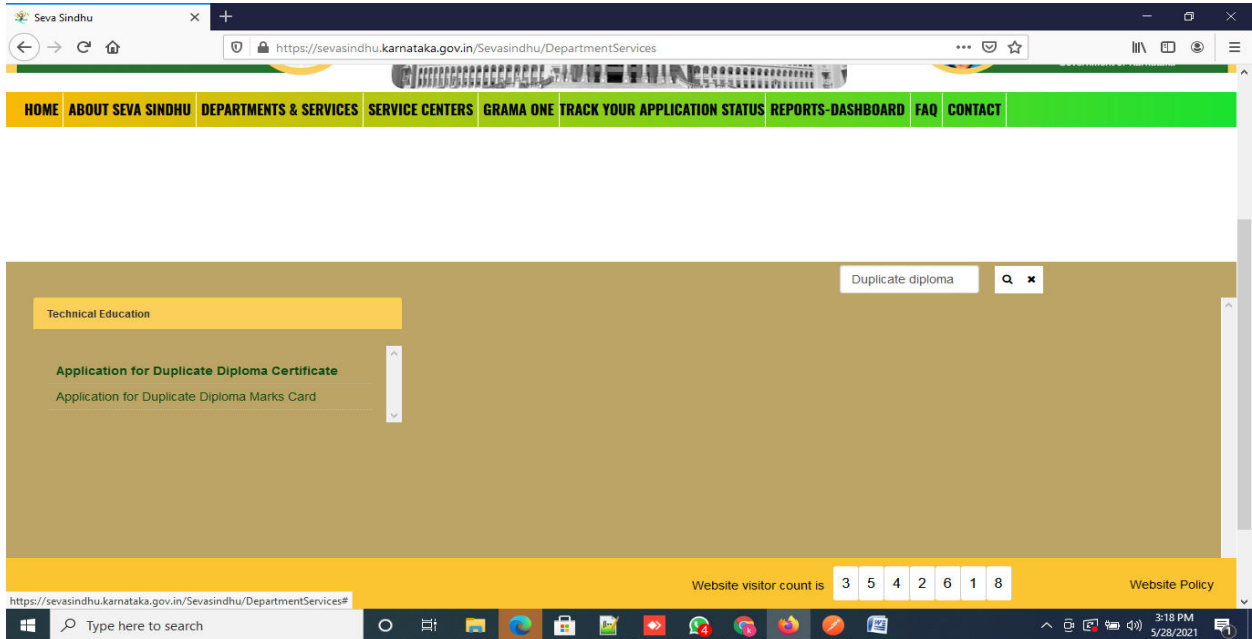 Seva Sindhu
https://sevasindhu.karnataka.gov.in/Sevasindhu/DepartmentServices
HOME ABOUT SEVA SINDHU DEPARTMENTS & SERVICES SERVICE CENTERS GRAMA ONE TRACK YOUR APPLICATION STATUS REPORTS-DASHBOARD FAQ CONTACT
Duplicate diploma
Technical Education
Application for Duplicate Diploma Certificate
Application for Duplicate Diploma Marks Card
Website visitor count is 3 5 4 2 6 1 8 Website Policy
https://sevasindhu.karnataka.gov.in/Sevasindhu/DepartmentServices#
Type here to search
4
3:18 PM
5/28/2021
1